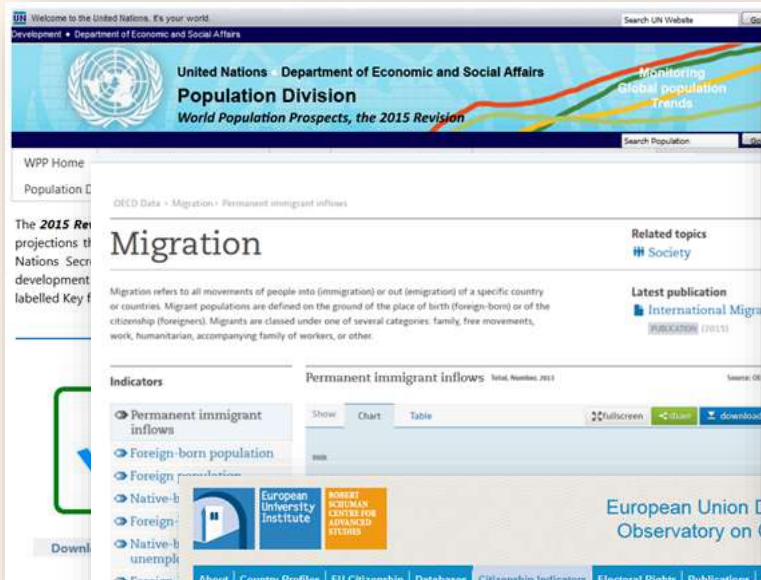 UN Welcome to the United Nations. It's your world.
Search UN Website
Development • Department of Economic and Social Affairs
United Nations Department of Economic and Social Affairs
Population Division
World Population Prospects, the 2015 Revision
Monitoring
Global population
Trends
Search Population
WPP Home
Population
The 2015
projections
Nations
development
labelled Key
OECD Data > Migration > Permanent immigrant inflows
Migration
Migration refers to all movements of people into (immigration) or out (emigration) of a specific country
or countries. Migrant populations are defined on the ground of the place of birth (foreign-born) or of the
citizenship (foreigners). Migrants are classed under one of several categories: family, free movements,
work, humanitarian, accompanying family of workers, or other.
Related topics
Society
Latest publication
International
PUBLICATION (2015)
Indicators
Permanent immigrant
inflows
Foreign-born population
Foreign population
Permanent immigrant inflows Total, Number, 2013
Source:
Show Chart Table
fullscreen share download
European
University
Institute
ROBERT
SCHUMAN
CENTRE FOR
ADVANCED
STUDIES
European Union
Observatory on
About Country Profiles EU Citizenship Databases Citizenship Indicators Electoral Rights Publications